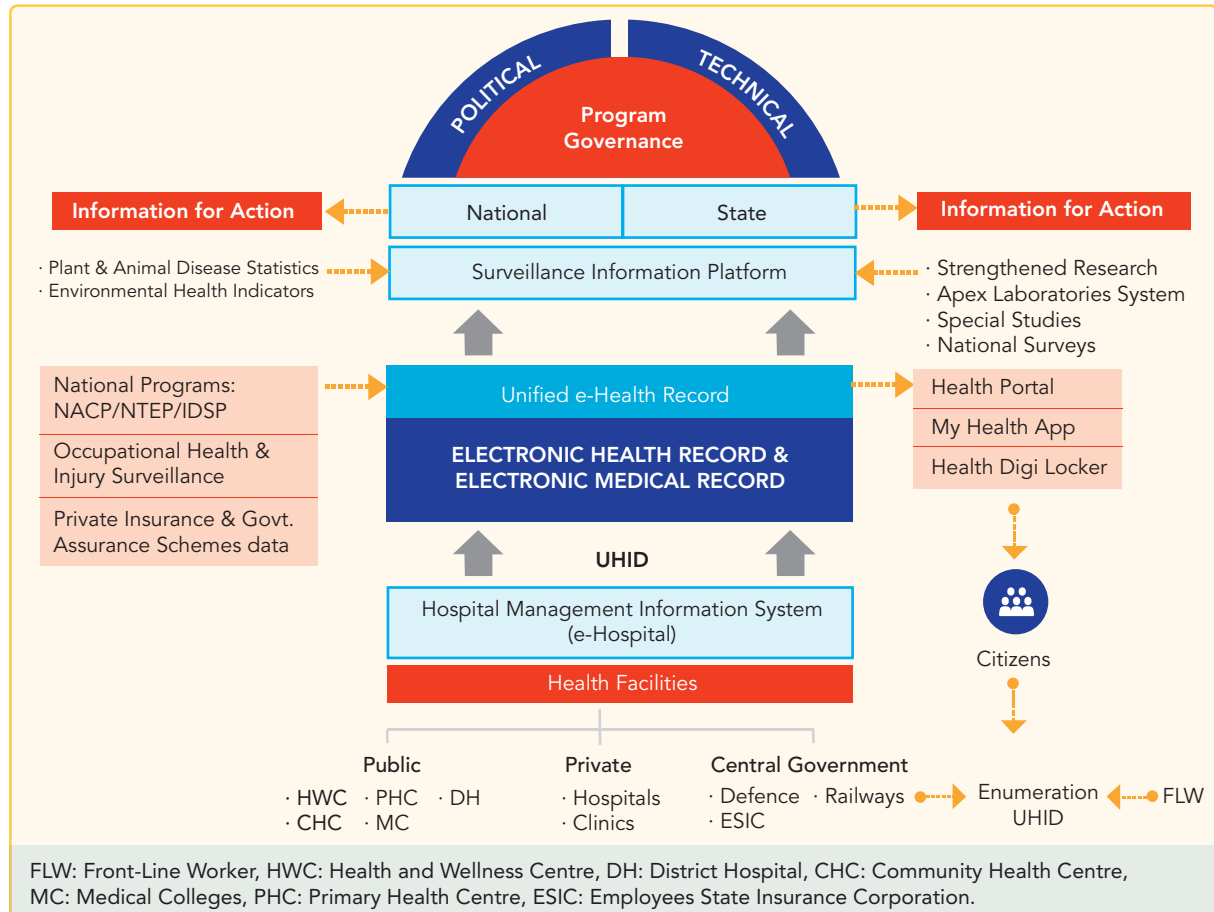 POLITICAL
TECHNICAL
Program
Governance
Information for Action
National
State
Information for Action
· Plant & Animal Disease Statistics
· Environmental Health Indicators
Surveillance Information Platform
· Strengthened Research
· Apex Laboratories System
· Special Studies
· National Surveys
National Programs:
NACP/NTEP/IDSP
Occupational Health &
Injury Surveillance
Private Insurance & Govt.
Assurance Schemes data
Unified e-Health Record
ELECTRONIC HEALTH RECORD &
ELECTRONIC MEDICAL RECORD
Health Portal
My Health App
Health Digi Locker
UHID
Hospital Management Information System
(e-Hospital)
Health Facilities
Citizens
Public
· HWC · PHC · DH
· CHC · MC
Private
· Hospitals
· Clinics
Central Government
· Defence · Railways
· ESIC
Enumeration
UHID
FLW
FLW: Front-Line Worker, HWC: Health and Wellness Centre, DH: District Hospital, CHC: Community Health Centre,
MC: Medical Colleges, PHC: Primary Health Centre, ESIC: Employees State Insurance Corporation.